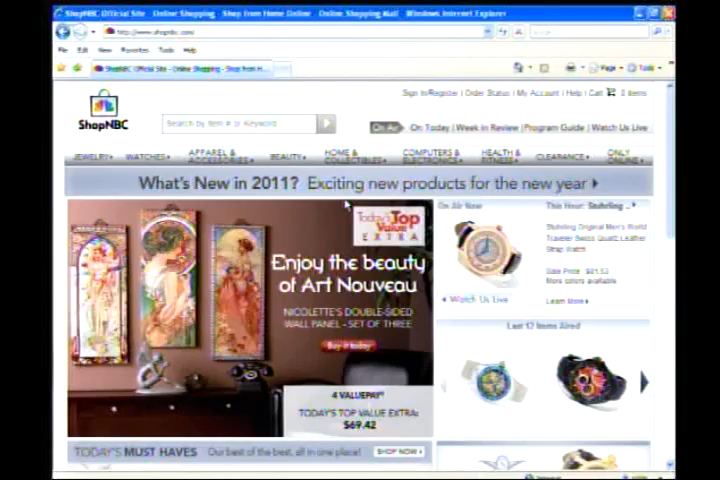 ShopNBC Official Site - Online Shopping - Shop from Home Online - Online Shopping Mall - Windows Internet Explorer
http://www.shopnbc.com/
File Edit View Favorites Tools Help
ShopNBC Official Site - Online Shopping - Shop from H...
Page Tools
Sign In/Register | Order Status | My Account | Help | Cart 0 items
ShopNBC
Search by Item # or Keyword
On Air On Today | Week in Review | Program Guide | Watch Us Live
JEWELRY WATCHES APPAREL & ACCESSORIES BEAUTY HOME & COLLECTIBLES COMPUTERS & ELECTRONICS HEALTH & FITNESS CLEARANCE ONLY ONLINE
What's New in 2011? Exciting new products for the new year
Today's Top Value EXTRA
Enjoy the beauty
of Art Nouveau
NICOLETTE'S DOUBLE-SIDED
WALL PANEL - SET OF THREE
Buy it today
4 VALUEPAY
TODAY'S TOP VALUE EXTRA:
$69.42
On Air Now
This Hour: Stuhrling ..
Stuhrling Original Men's World
Traveler Swiss Quartz Leather
Strap Watch
Sale Price
More colors available
Watch Us Live
Learn More
Last 12 Items Aired
TODAY'S MUST HAVES Our best of the best, all in one place! SHOP NOW
Internet